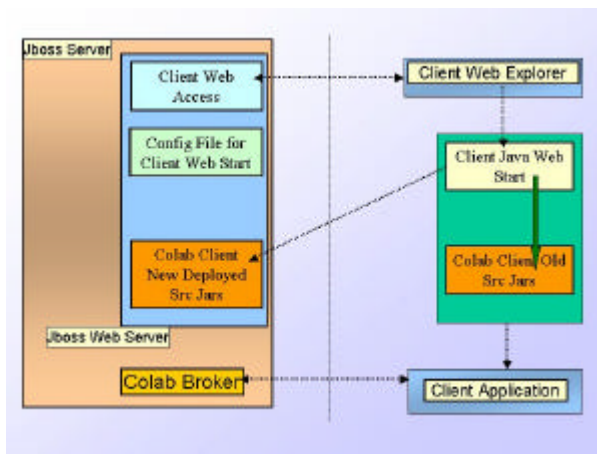 Jboss Server
Client Web
Access
Config File for
Client Web Start
Colab Client
New Deployed
Src Jars
Jboss Web Server
Colab Broker
Client Web Explorer
Client Java Web
Start
Colab Client Old
Src Jars
Client Application